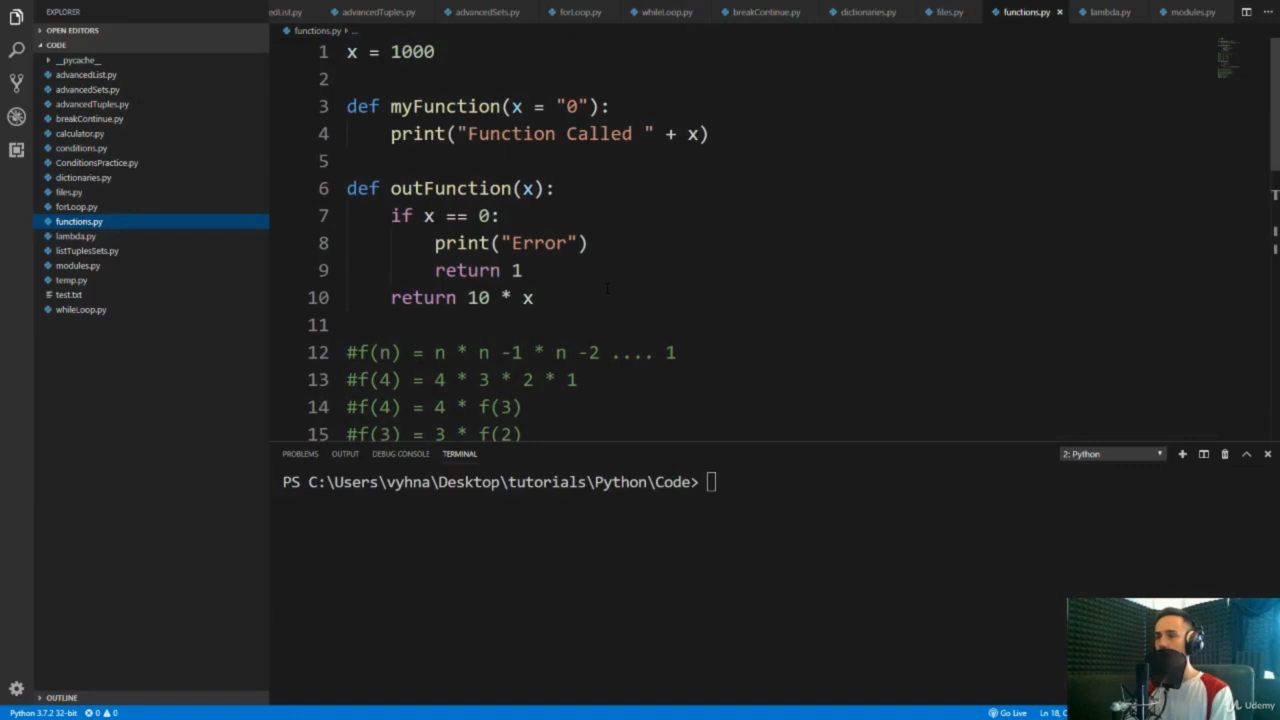 EXPLORER
OPEN EDITORS
CODE
__pycache__
advancedList.py
advancedSets.py
advancedTuples.py
breakContinue.py
calculator.py
conditions.py
ConditionsPractice.py
dictionaries.py
files.py
forLoop.py
functions.py
lambda.py
listTuplesSets.py
modules.py
temp.py
test.txt
whileLoop.py
OUTLINE
edList.py advancedTuples.py advancedSets.py forLoop.py whileLoop.py breakContinue.py dictionaries.py files.py functions.py × lambda.py modules.py
functions.py > ...
1 x = 1000
2
3 def myFunction(x = "0"):
4 print("Function Called " + x)
5
6 def outFunction(x):
7 if x == 0:
8 print("Error")
9 return 1
10 return 10 * x
11
12 #f(n) = n * n -1 * n -2 .... 1
13 #f(4) = 4 * 3 * 2 * 1
14 #f(4) = 4 * f(3)
15 #f(3) = 3 * f(2)
PROBLEMS OUTPUT DEBUG CONSOLE TERMINAL 2: Python
PS C:\Users\vyhna\Desktop\tutorials\Python\Code>
Python 3.7.2 32-bit 0 0 Go Live Ln 18,
Udemy